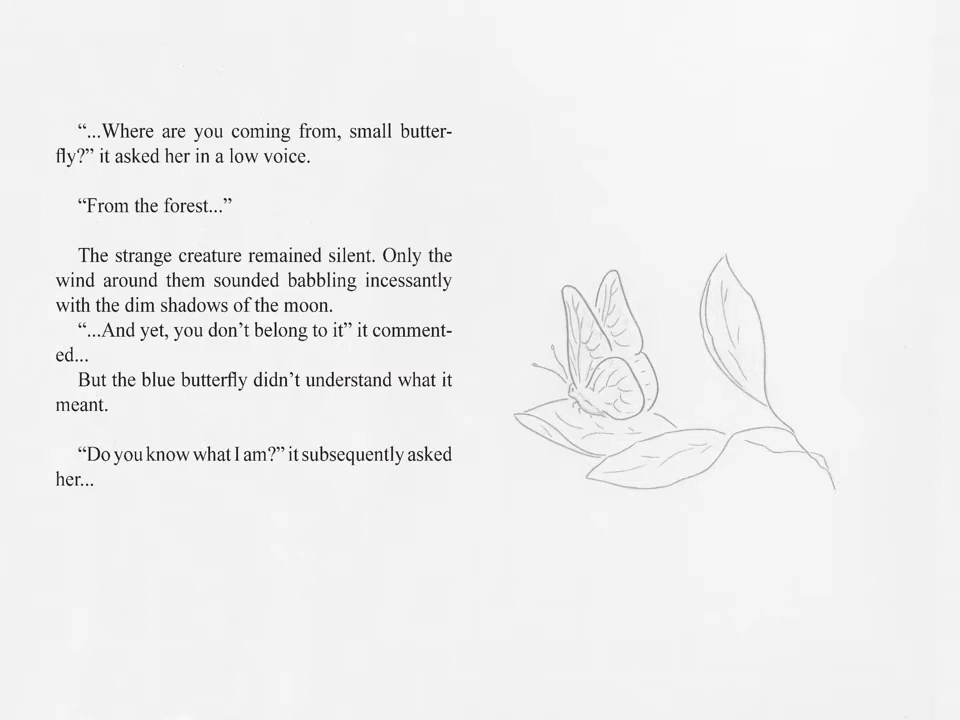 “...Where are you coming from, small butter-
fly?” it asked her in a low voice.
“From the forest...”
The strange creature remained silent. Only the
wind around them sounded babbling incessantly
with the dim shadows of the moon.
“...And yet, you don’t belong to it” it comment-
ed...
But the blue butterfly didn’t understand what it
meant.
“Do you know what I am?” it subsequently asked
her...